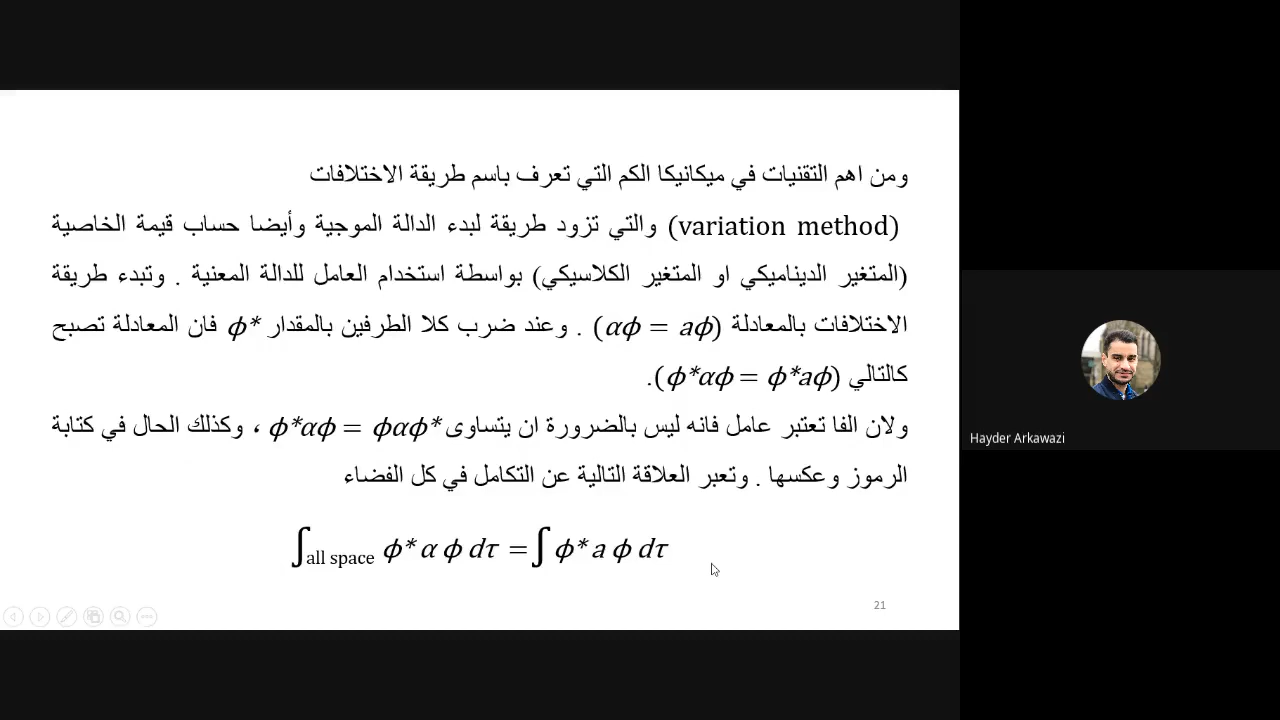 ومن اهم التقنيات في ميكانيكا الكم التي تعرف باسم طريقة الاختلافات
(variation method) والتي تزود طريقة لبدء الدالة الموجية وأيضا حساب قيمة الخاصية
(المتغير الديناميكي او المتغير الكلاسيكي) بواسطة استخدام العامل للدالة المعنية . وتبدء طريقة
الاختلافات بالمعادلة (αϕ = aϕ) . وعند ضرب كلا الطرفين بالمقدار ϕ* فان المعادلة تصبح
كالتالي (ϕ*αϕ = ϕ*aϕ).
ولان الفا تعتبر عامل فانه ليس بالضرورة ان يتساوى ϕ*αϕ = ϕαϕ* ، وكذلك الحال في كتابة
الرموز وعكسها . وتعبر العلاقة التالية عن التكامل في كل الفضاء
∫all space ϕ* α ϕ dτ = ∫ ϕ* a ϕ dτ
21
Hayder Arkawazi